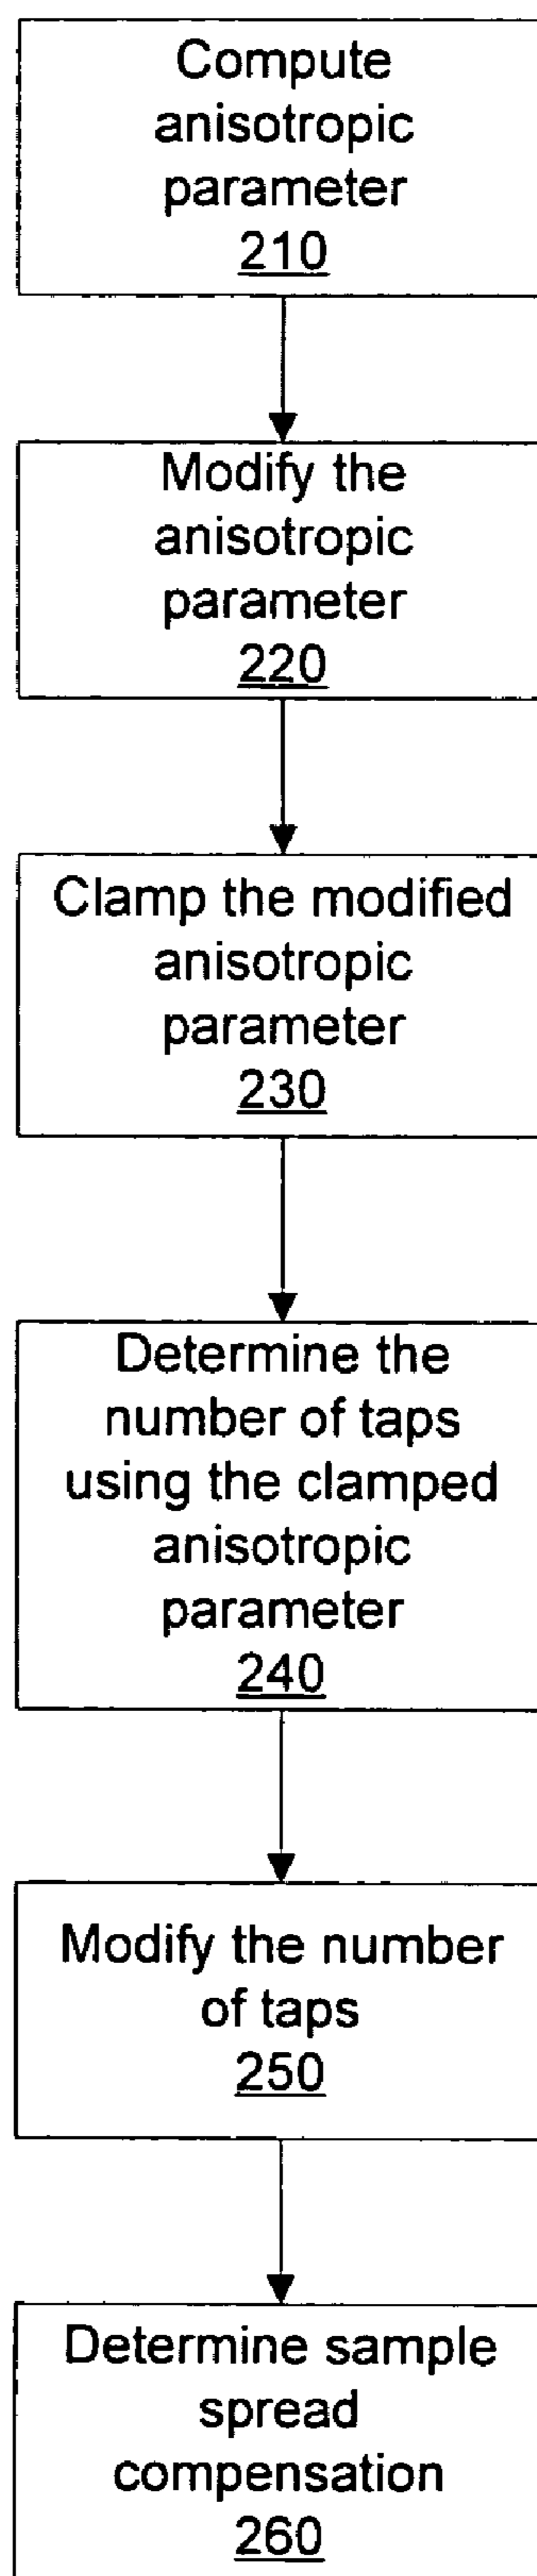 Compute
anisotropic
parameter
210
Modify the
anisotropic
parameter
220
Clamp the modified
anisotropic
parameter
230
Determine the
number of taps
using the clamped
anisotropic
parameter
240
Modify the number
of taps
250
Determine sample
spread
compensation
260